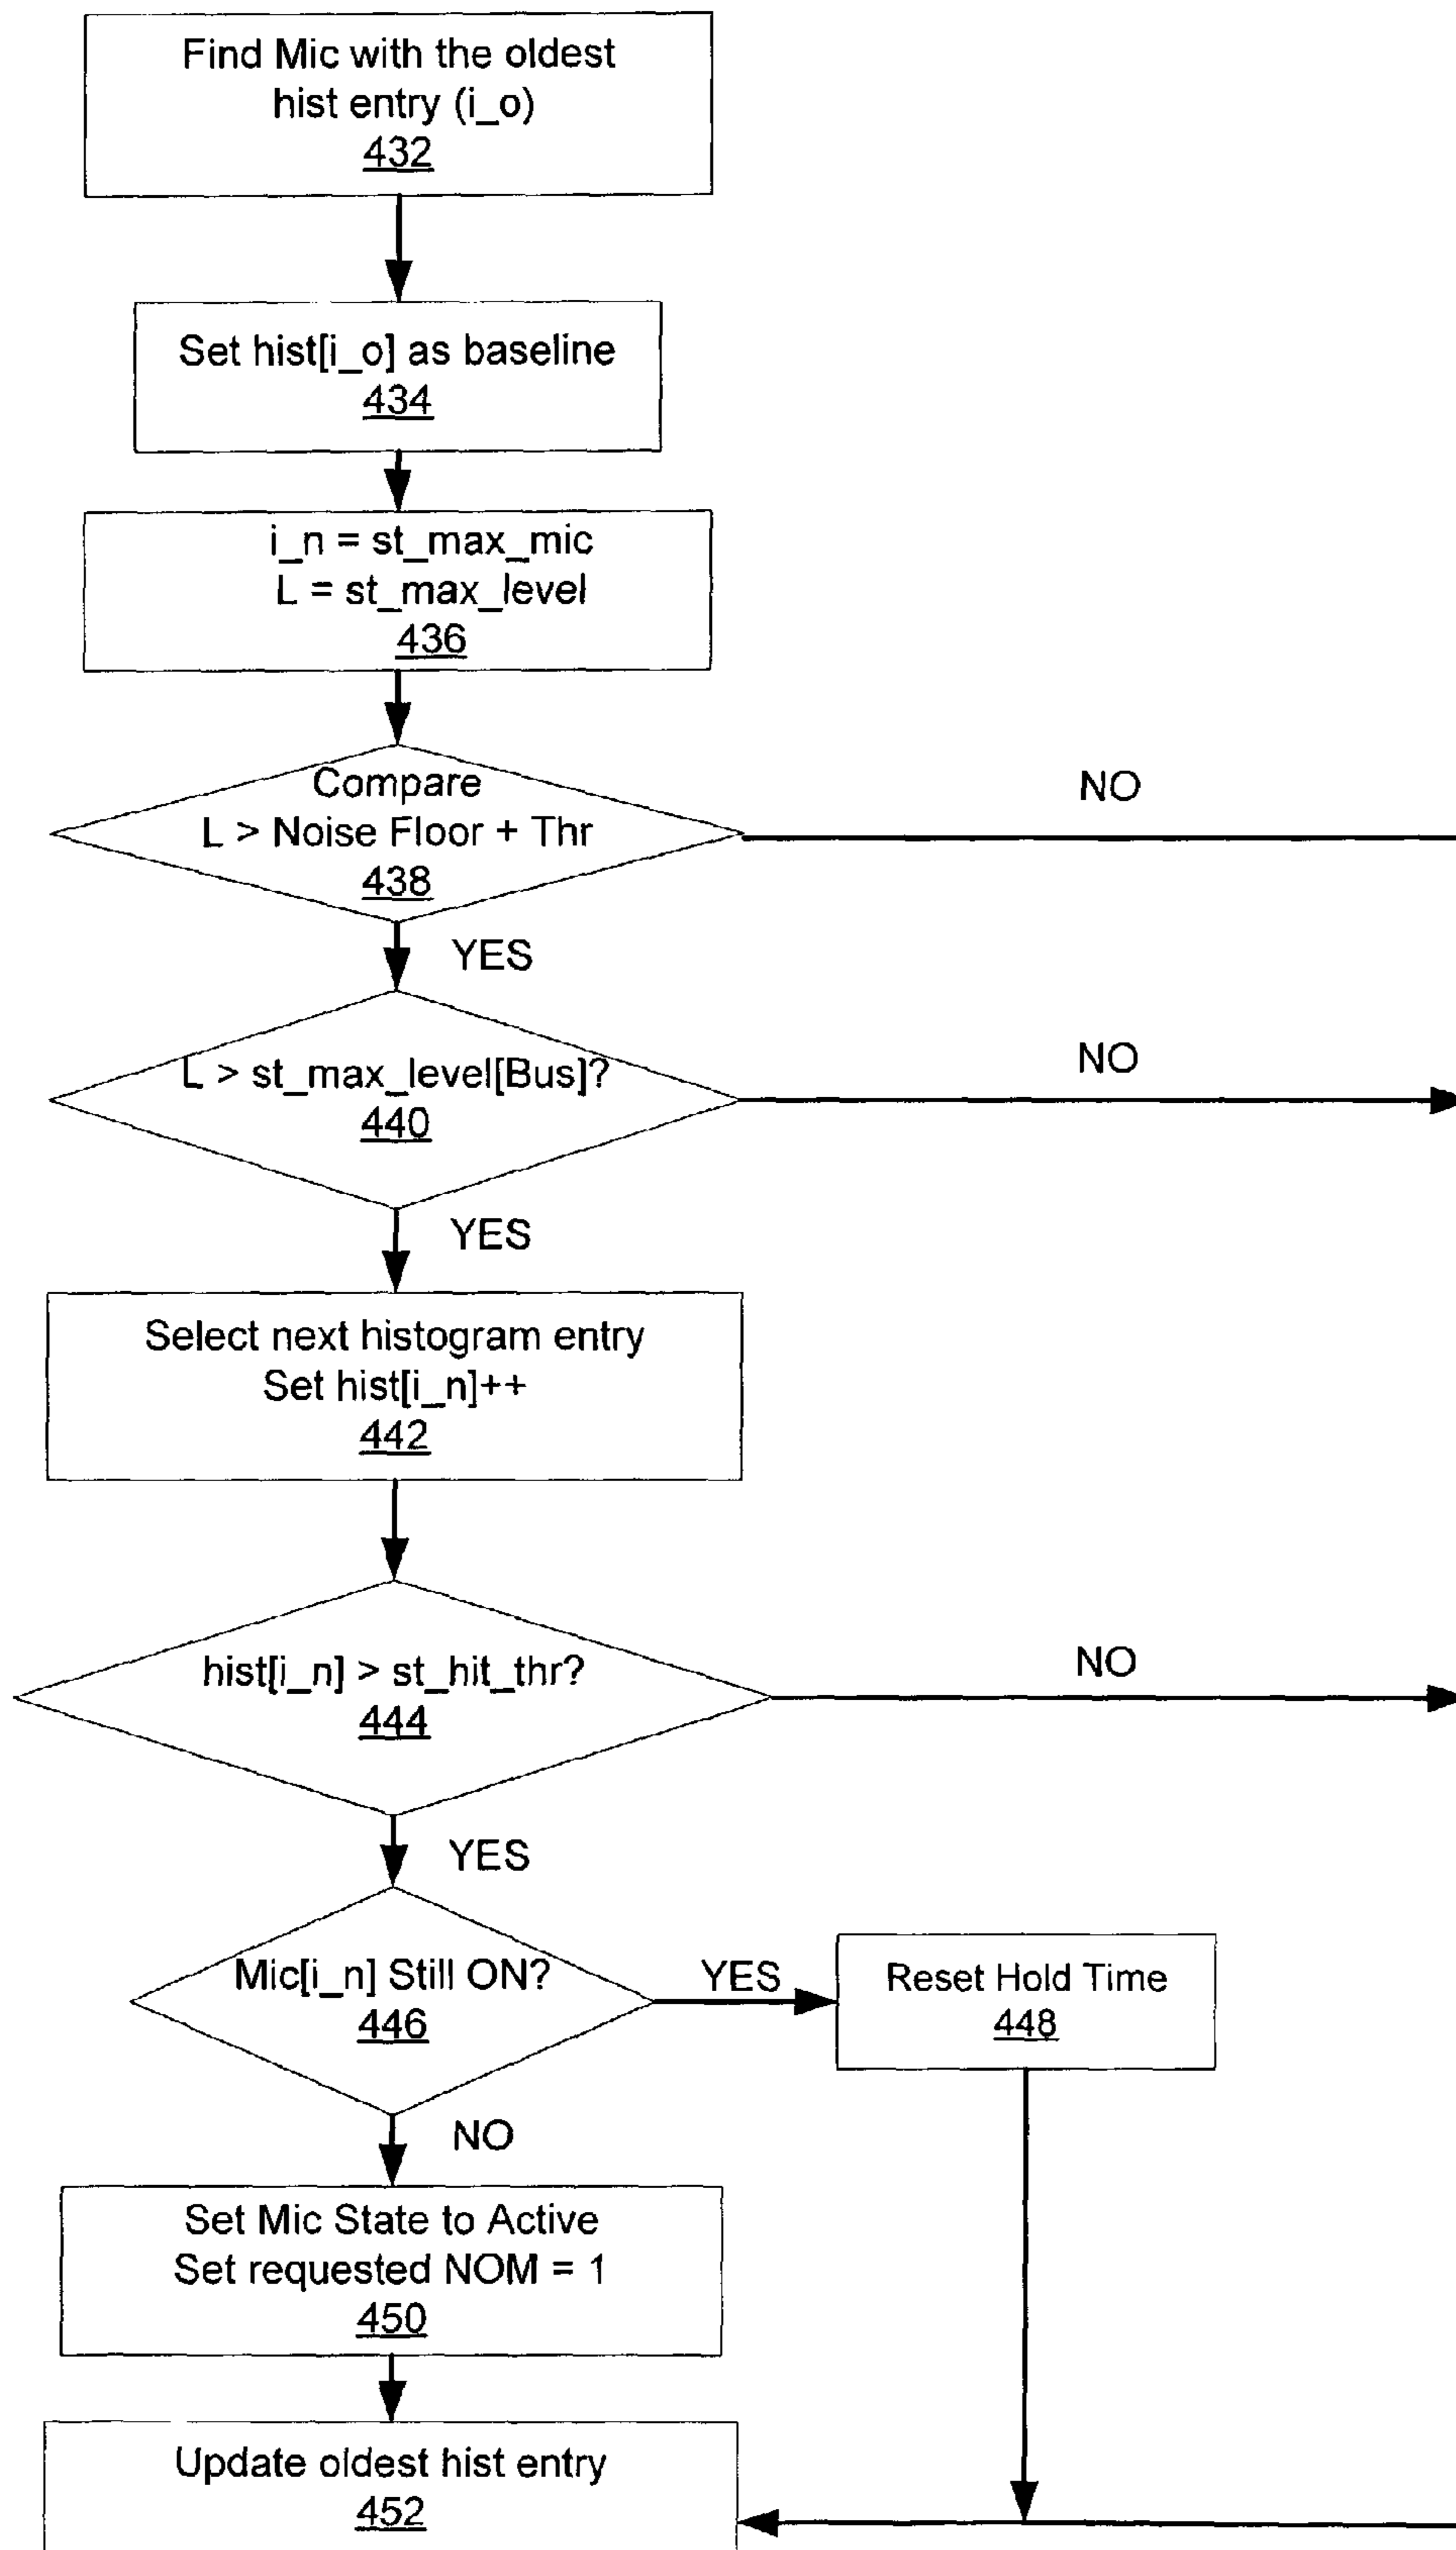 Find Mic with the oldest
hist entry (i_o)
432
Set hist[i_o] as baseline
434
i_n = st_max_mic
L = st_max_level
436
Compare
L > Noise Floor + Thr
438
NO
YES
L > st_max_level[Bus]?
440
NO
YES
Select next histogram entry
Set hist[i_n]++
442
hist[i_n] > st_hit_thr?
444
NO
YES
Mic[i_n] Still ON?
446
YES
Reset Hold Time
448
NO
Set Mic State to Active
Set requested NOM = 1
450
Update oldest hist entry
452